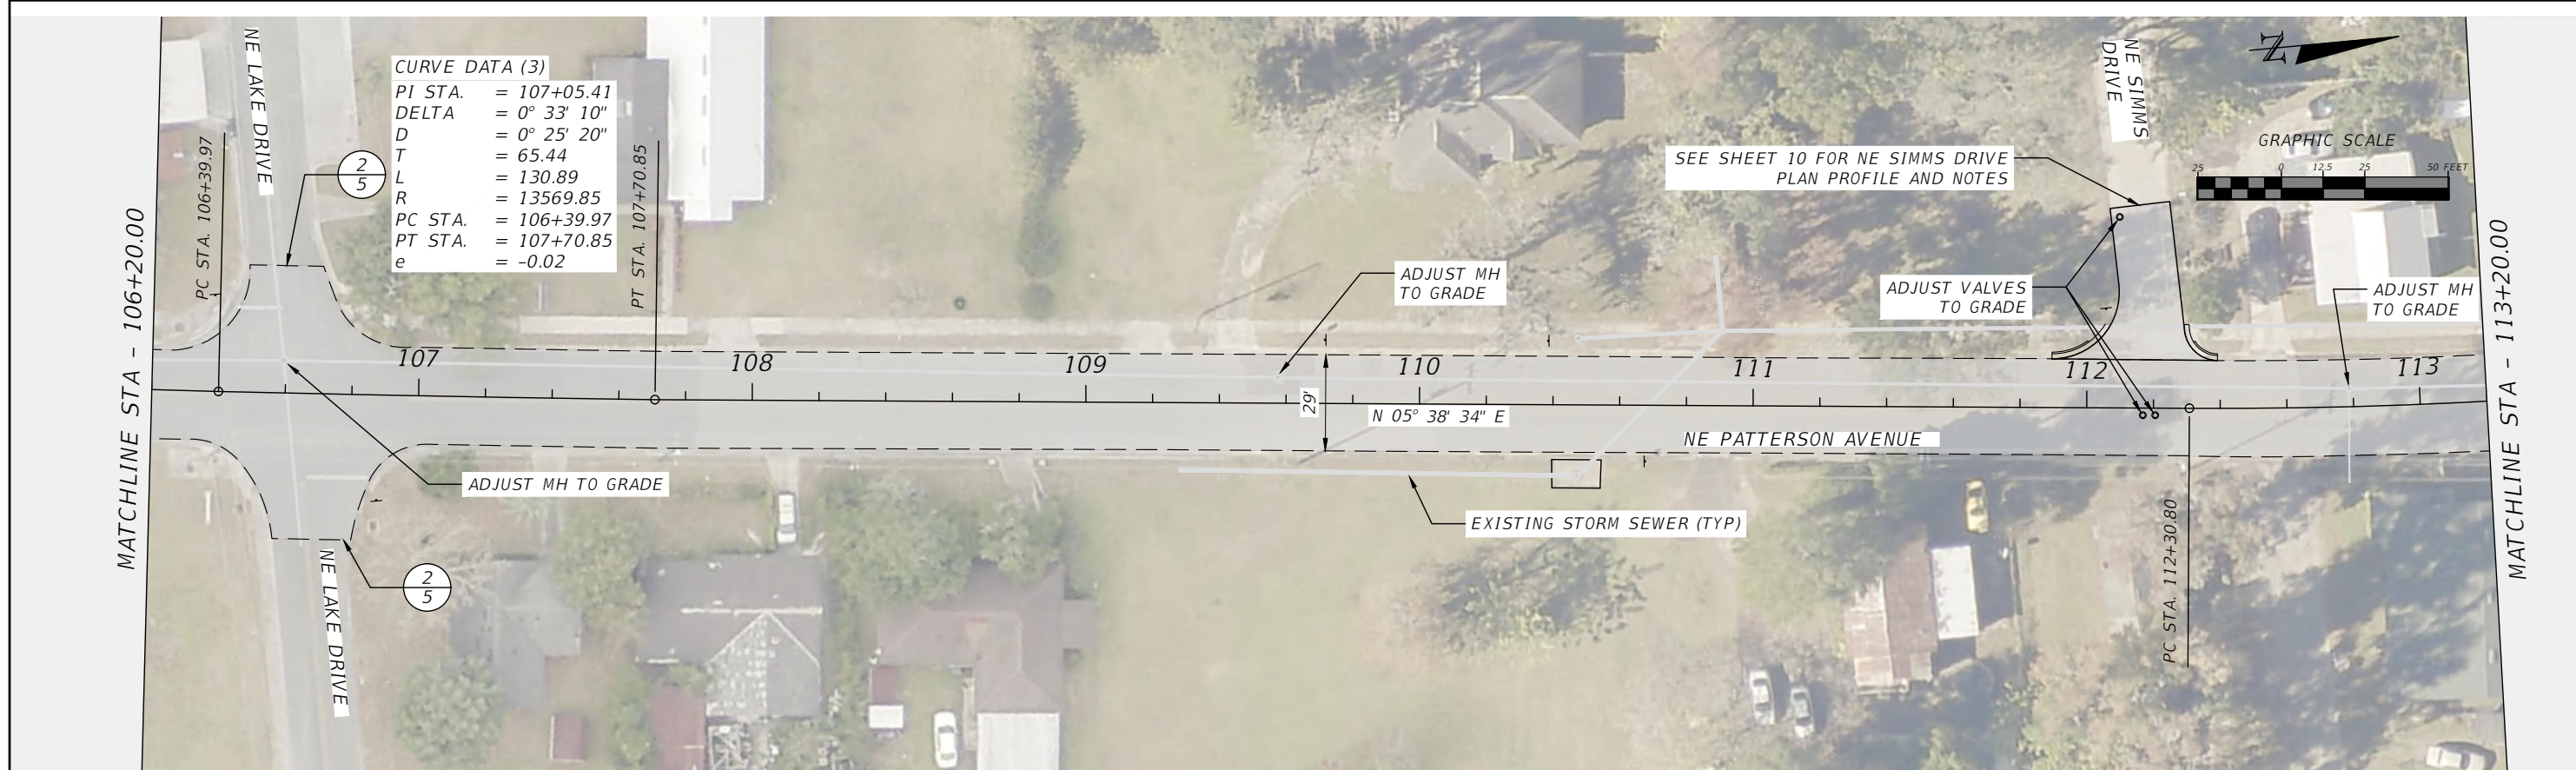 MATCHLINE STA - 106+20.00
PC STA. 106+39.97
NE LAKE DRIVE
2
5
CURVE DATA (3)
PI STA. = 107+05.41
DELTA = 0° 33' 10"
D = 0° 25' 20"
T = 65.44
L = 130.89
R = 13569.85
PC STA. = 106+39.97
PT STA. = 107+70.85
e = -0.02
PT STA. 107+70.85
ADJUST MH
TO GRADE
SEE SHEET 10 FOR NE SIMMS DRIVE
PLAN PROFILE AND NOTES
NE SIMMS
DRIVE
N
GRAPHIC SCALE
25 0 12.5 25 50 FEET
ADJUST VALVES
TO GRADE
ADJUST MH
TO GRADE
107 108 109 110 111 112 113
29'
N 05° 38' 34" E
NE PATTERSON AVENUE
ADJUST MH TO GRADE
EXISTING STORM SEWER (TYP)
2
5
NE LAKE DRIVE
PC STA. 112+30.80
MATCHLINE STA - 113+20.00